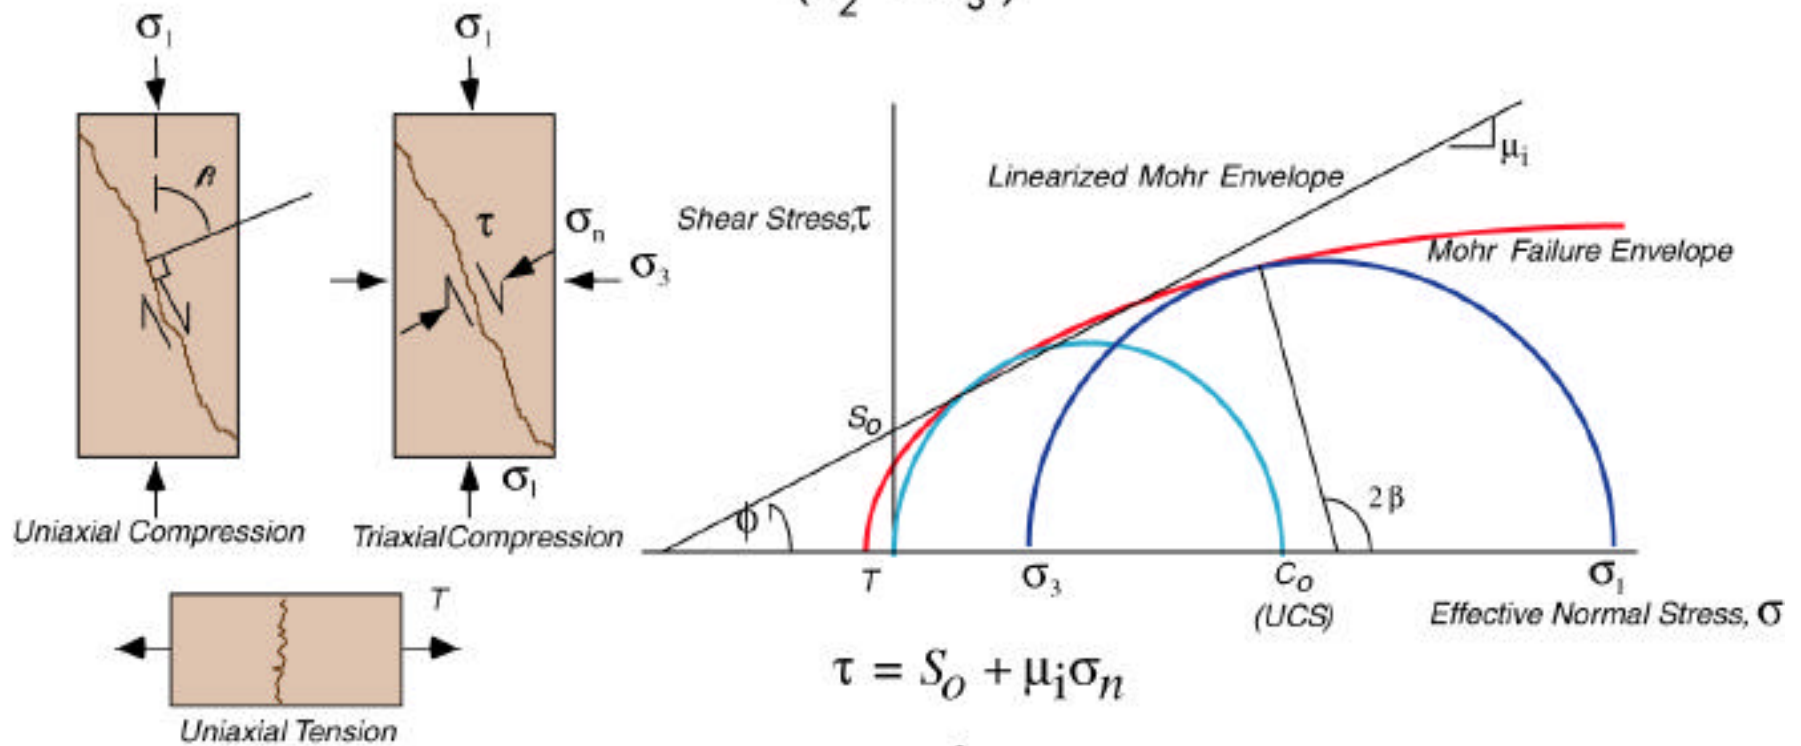 σ1
σ1
β
τ
σn
σ3
σ1
Uniaxial Compression
Triaxial Compression
T
Uniaxial Tension
Shear Stress,τ
Linearized Mohr Envelope
μi
Mohr Failure Envelope
So
ϕ
2β
T
σ3
Co
(UCS)
σ1
Effective Normal Stress, σ
τ = So + μiσn